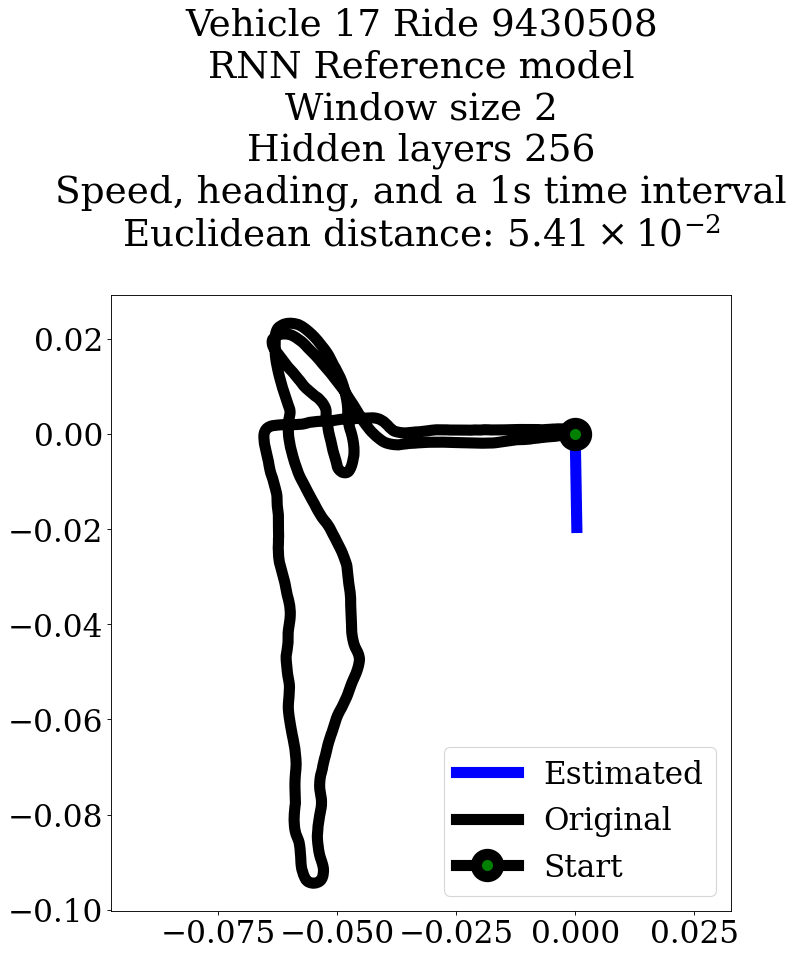 Vehicle 17 Ride 9430508
RNN Reference model
Window size 2
Hidden layers 256
Speed, heading, and a 1s time interval
Euclidean distance: 5.41 × 10⁻²
0.02
0.00
−0.02
−0.04
−0.06
−0.08
−0.10
Estimated
Original
Start
−0.075 −0.050 −0.025 0.000 0.025